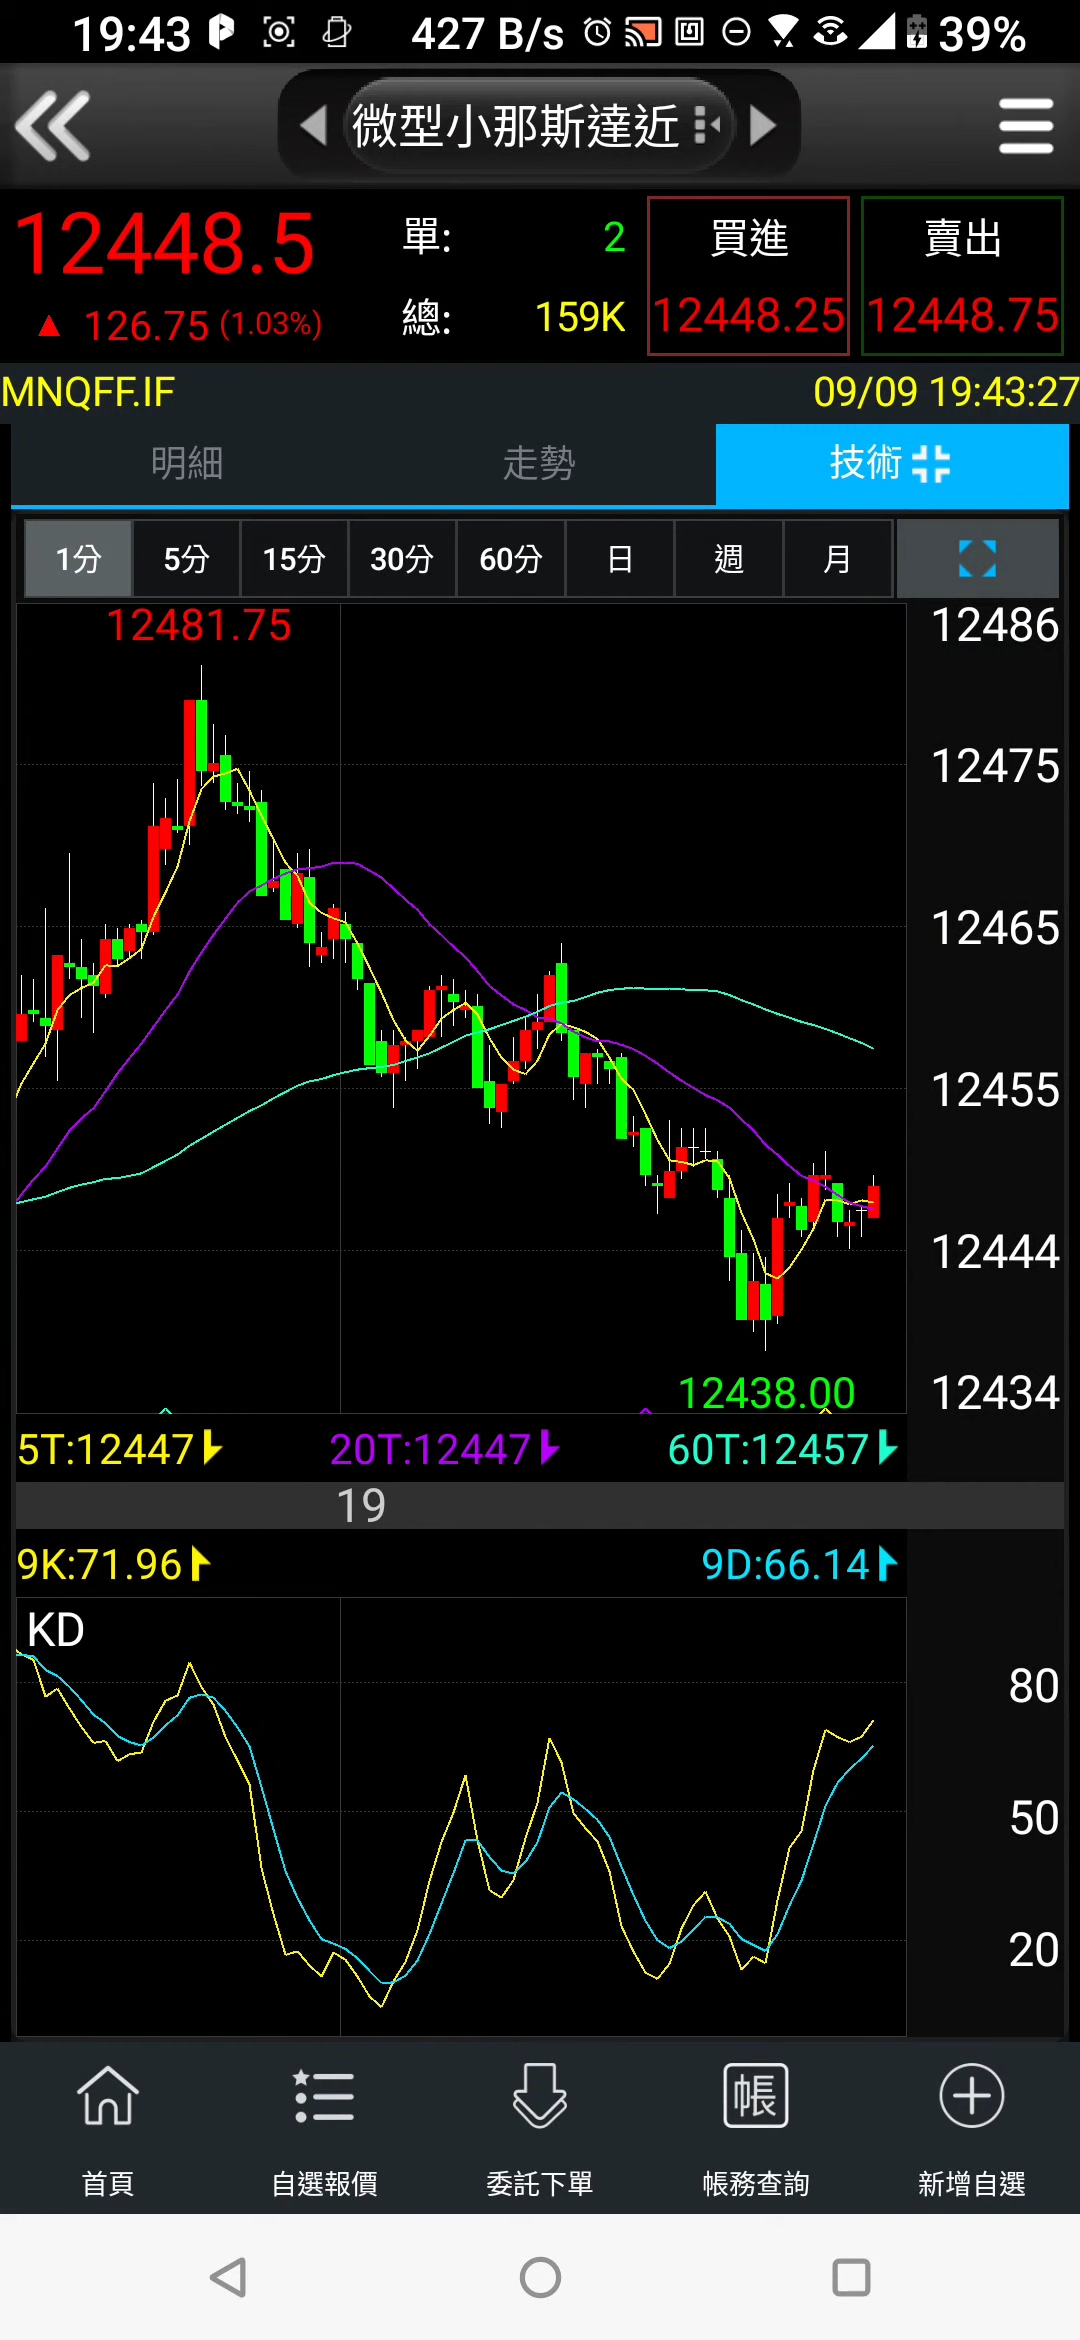 19:43 427 B/s 39%
微型小那斯達近
12448.5 單: 2 買進 賣出
▲ 126.75 (1.03%) 總: 159K 12448.25 12448.75
MNQFF.IF 09/09 19:43:27
明細 走勢 技術
1分 5分 15分 30分 60分 日 週 月
12481.75
12486
12475
12465
12455
12444
12438.00
12434
5T:12447 20T:12447 60T:12457
19
9K:71.96 9D:66.14
KD
80
50
20
帳
首頁 自選報價 委託下單 帳務查詢 新增自選